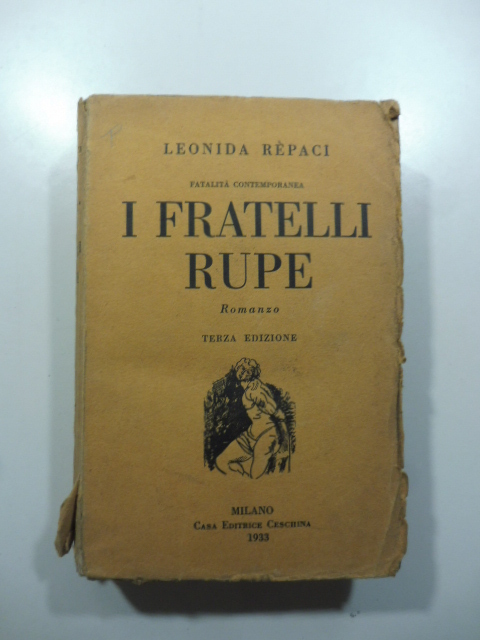 LEONIDA RÈPACI
FATALITÀ CONTEMPORANEA
I FRATELLI
RUPE
Romanzo
TERZA EDIZIONE
MILANO
CASA EDITRICE CESCHINA
1933